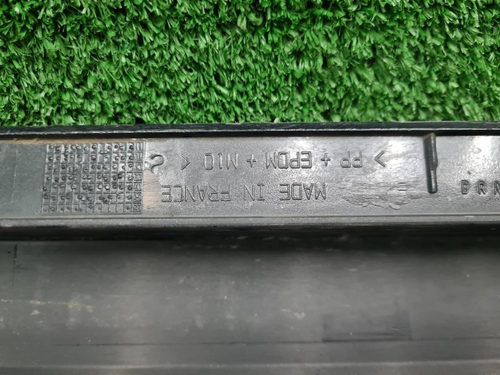 > PP + EPDM + M10 <
MADE IN FRANCE